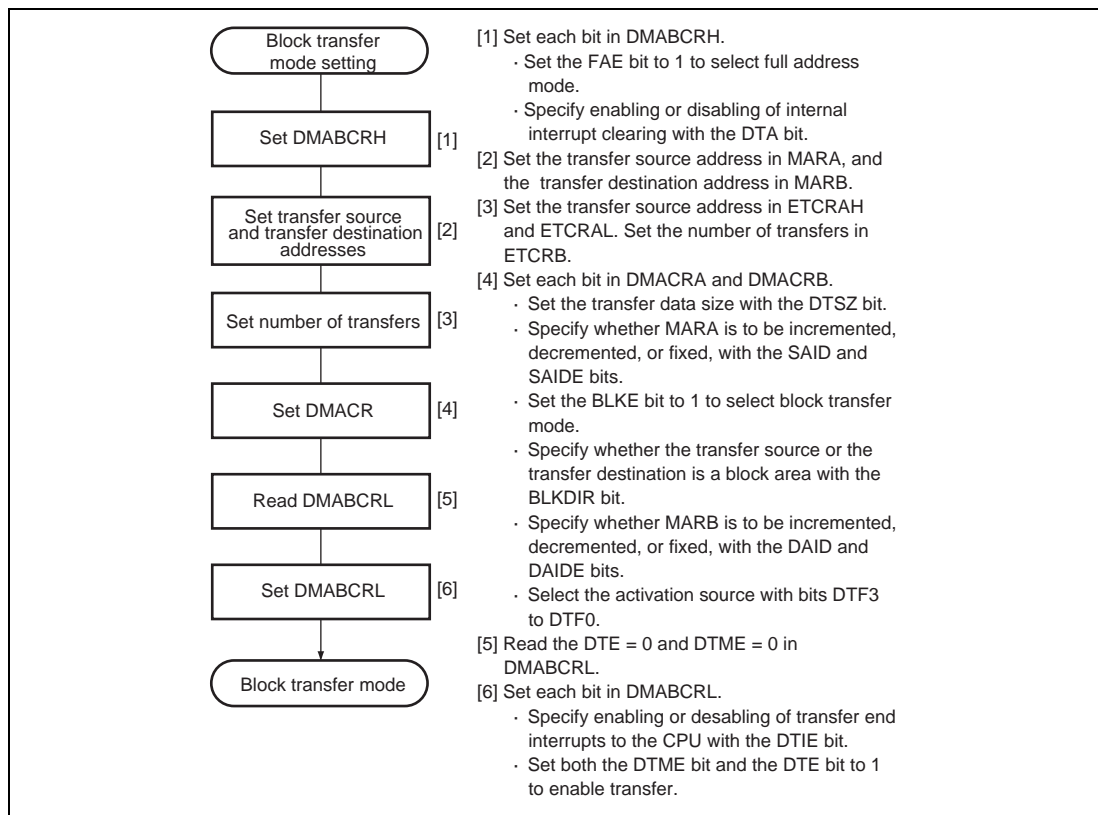 Block transfer
mode setting
Set DMABCRH
[1]
Set transfer source
and transfer destination
addresses
[2]
Set number of transfers
[3]
Set DMACR
[4]
Read DMABCRL
[5]
Set DMABCRL
[6]
Block transfer mode
[1] Set each bit in DMABCRH.
· Set the FAE bit to 1 to select full address
mode.
· Specify enabling or disabling of internal
interrupt clearing with the DTA bit.
[2] Set the transfer source address in MARA, and
the transfer destination address in MARB.
[3] Set the transfer source address in ETCRAH
and ETCRAL. Set the number of transfers in
ETCRB.
[4] Set each bit in DMACRA and DMACRB.
· Set the transfer data size with the DTSZ bit.
· Specify whether MARA is to be incremented,
decremented, or fixed, with the SAID and
SAIDE bits.
· Set the BLKE bit to 1 to select block transfer
mode.
· Specify whether the transfer source or the
transfer destination is a block area with the
BLKDIR bit.
· Specify whether MARB is to be incremented,
decremented, or fixed, with the DAID and
DAIDE bits.
· Select the activation source with bits DTF3
to DTF0.
[5] Read the DTE = 0 and DTME = 0 in
DMABCRL.
[6] Set each bit in DMABCRL.
· Specify enabling or desabling of transfer end
interrupts to the CPU with the DTIE bit.
· Set both the DTME bit and the DTE bit to 1
to enable transfer.